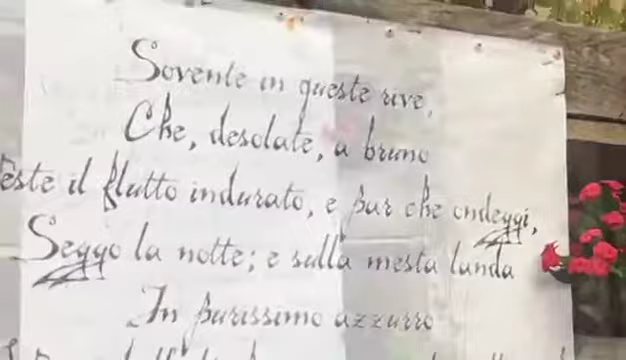 Sovente in queste rive,
Che, desolate, a bruno
este il flutto indurato, e par che ondeggi,
Seggo la notte; e sulla mesta landa
In purissimo azzurro